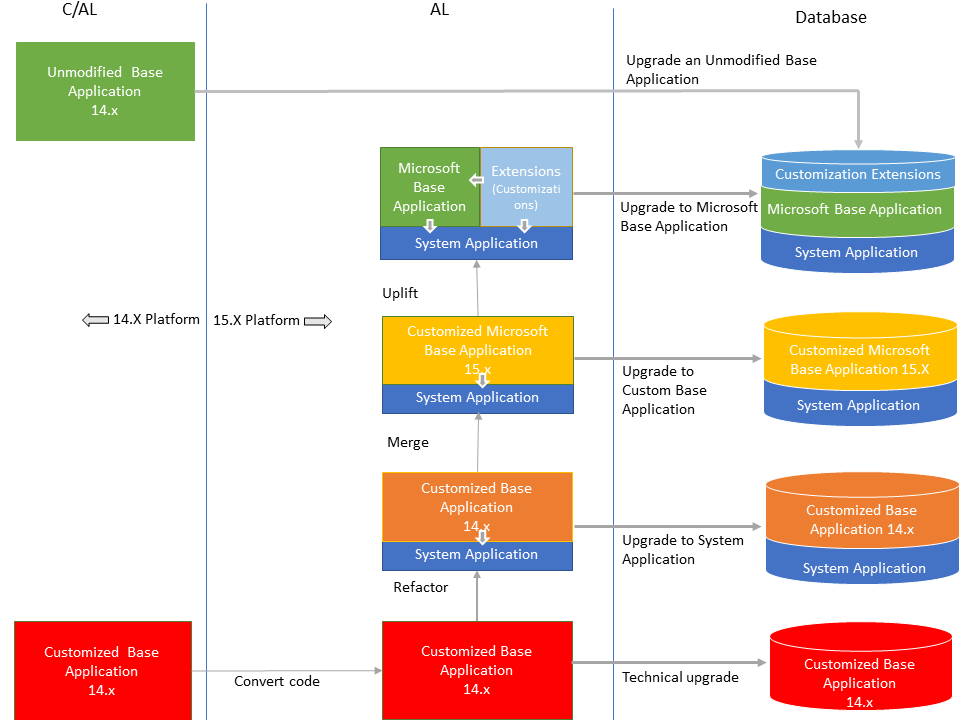 C/AL
AL
Database
Unmodified Base
Application
14.x
Upgrade an Unmodified Base
Application
Microsoft
Base
Application
Extensions
(Customizati
ons)
System Application
Upgrade to Microsoft
Base Application
Customization Extensions
Microsoft Base Application
System Application
Uplift
14.X Platform
15.X Platform
Customized Microsoft
Base Application
15.x
System Application
Upgrade to
Custom Base
Application
Customized Microsoft
Base Application 15.X
System Application
Merge
Customized Base
Application
14.x
System Application
Upgrade to System
Application
Customized Base
Application 14.x
System Application
Refactor
Customized Base
Application
14.x
Convert code
Customized Base
Application
14.x
Technical upgrade
Customized Base
Application
14.x